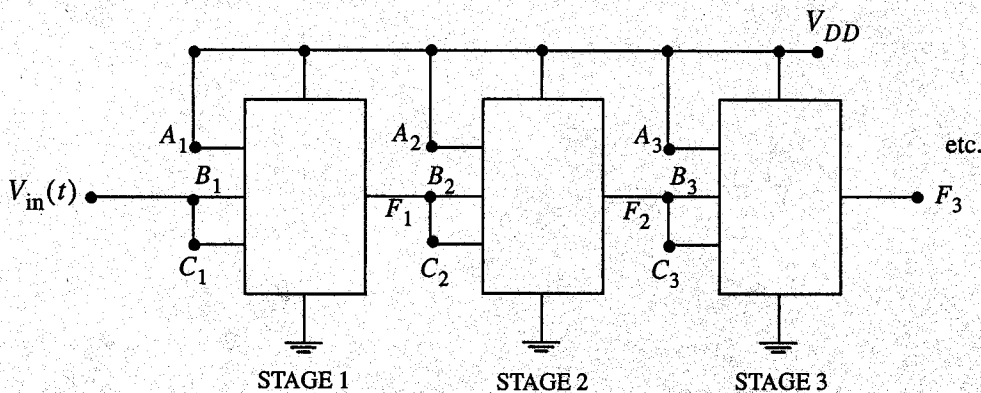 V_DD
A_1
A_2
A_3
etc.
V_in(t)
B_1
B_2
B_3
F_1
F_2
F_3
C_1
C_2
C_3
STAGE 1
STAGE 2
STAGE 3